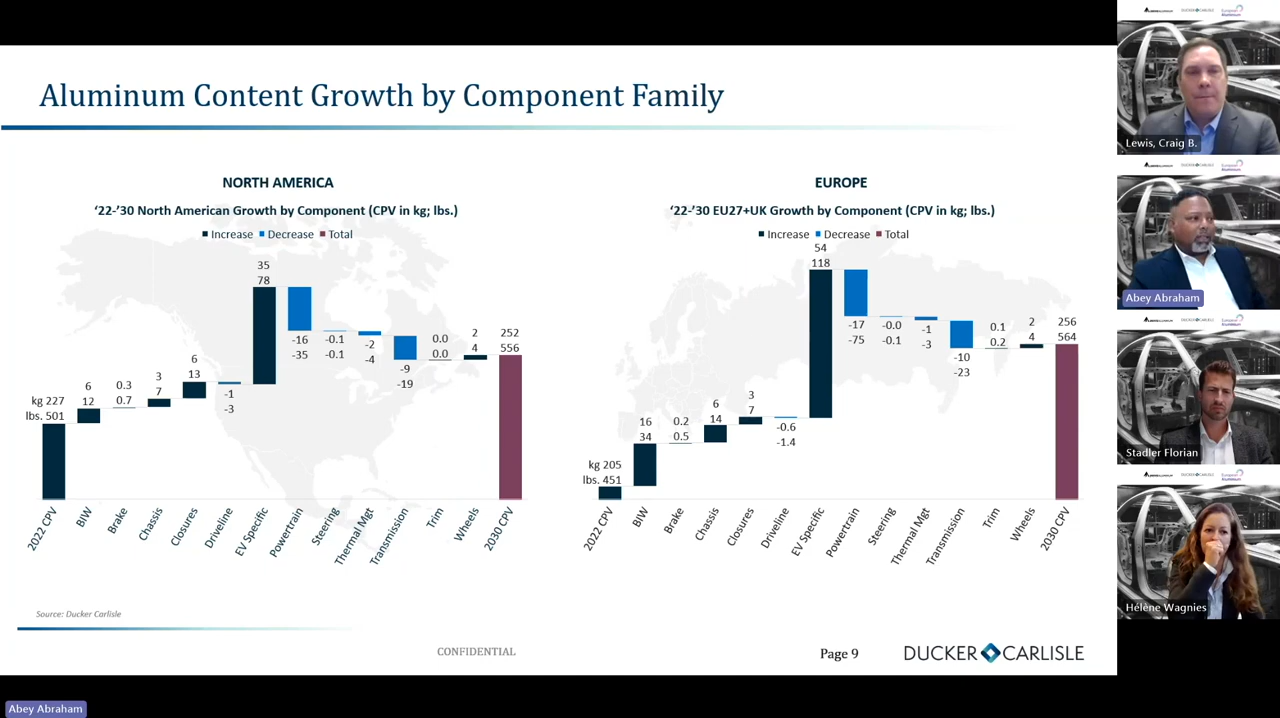 Aluminum Content Growth by Component Family
NORTH AMERICA
‘22-’30 North American Growth by Component (CPV in kg; lbs.)
Increase Decrease Total
kg 227
lbs. 501
6
12
0.3
0.7
3
7
6
13
-1
-3
35
78
-16
-35
-0.1
-0.1
-2
-4
-9
-19
0.0
0.0
2
4
252
556
2022 CPV
BIW
Brake
Chassis
Closures
Driveline
EV Specific
Powertrain
Steering
Thermal Mgt
Transmission
Trim
Wheels
2030 CPV
EUROPE
‘22-’30 EU27+UK Growth by Component (CPV in kg; lbs.)
Increase Decrease Total
kg 205
lbs. 451
16
34
0.2
0.5
6
14
3
7
-0.6
-1.4
54
118
-17
-75
-0.0
-0.1
-1
-3
-10
-23
0.1
0.2
2
4
256
564
2022 CPV
BIW
Brake
Chassis
Closures
Driveline
EV Specific
Powertrain
Steering
Thermal Mgt
Transmission
Trim
Wheels
2030 CPV
Source: Ducker Carlisle
CONFIDENTIAL
Page 9
DUCKER CARLISLE
Lewis, Craig B.
Abey Abraham
Stadler Florian
Hélène Wagnies
Abey Abraham